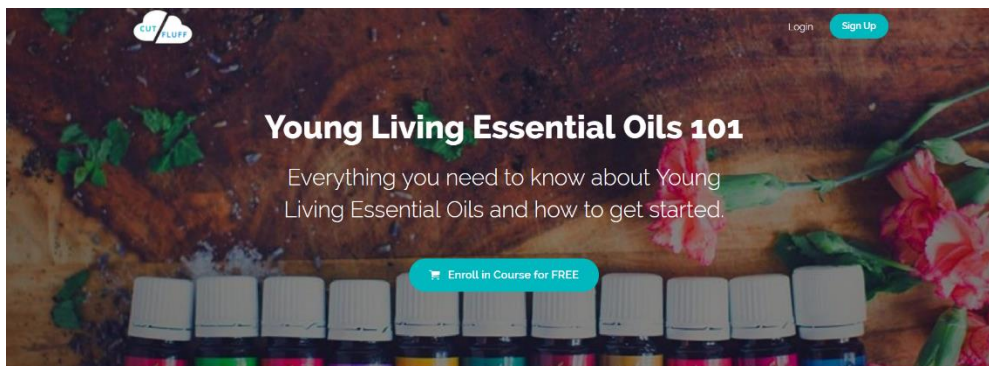 CUT
FLUFF
Login
Sign Up
Young Living Essential Oils 101
Everything you need to know about Young
Living Essential Oils and how to get started.
Enroll in Course for FREE